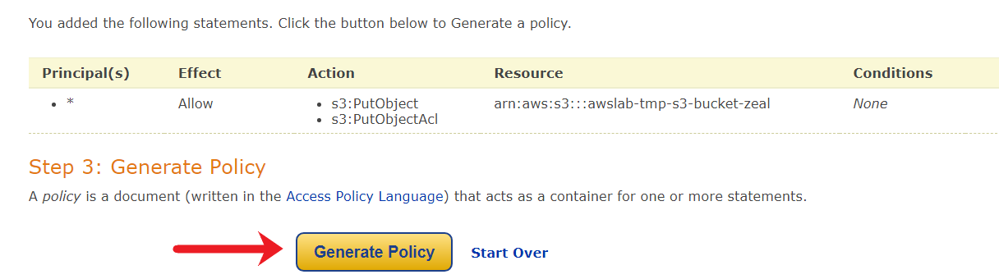 You added the following statements. Click the button below to Generate a policy.
Principal(s) Effect Action Resource Conditions
• * Allow • s3:PutObject arn:aws:s3:::awslab-tmp-s3-bucket-zeal None
• s3:PutObjectAcl
Step 3: Generate Policy
A policy is a document (written in the Access Policy Language) that acts as a container for one or more statements.
Generate Policy Start Over